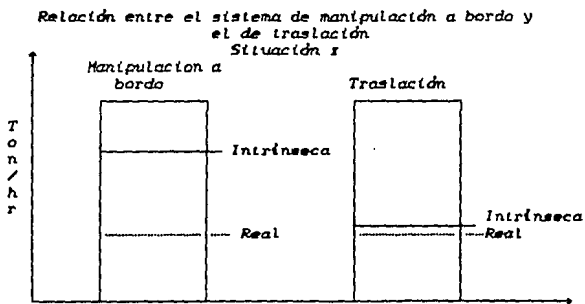 Relación entre el sistema de manipulación a bordo y
el de traslación
Situación I
Manipulacion a
bordo
Traslación
Ton/hr
Intrínseca
Real
Intrínseca
Real